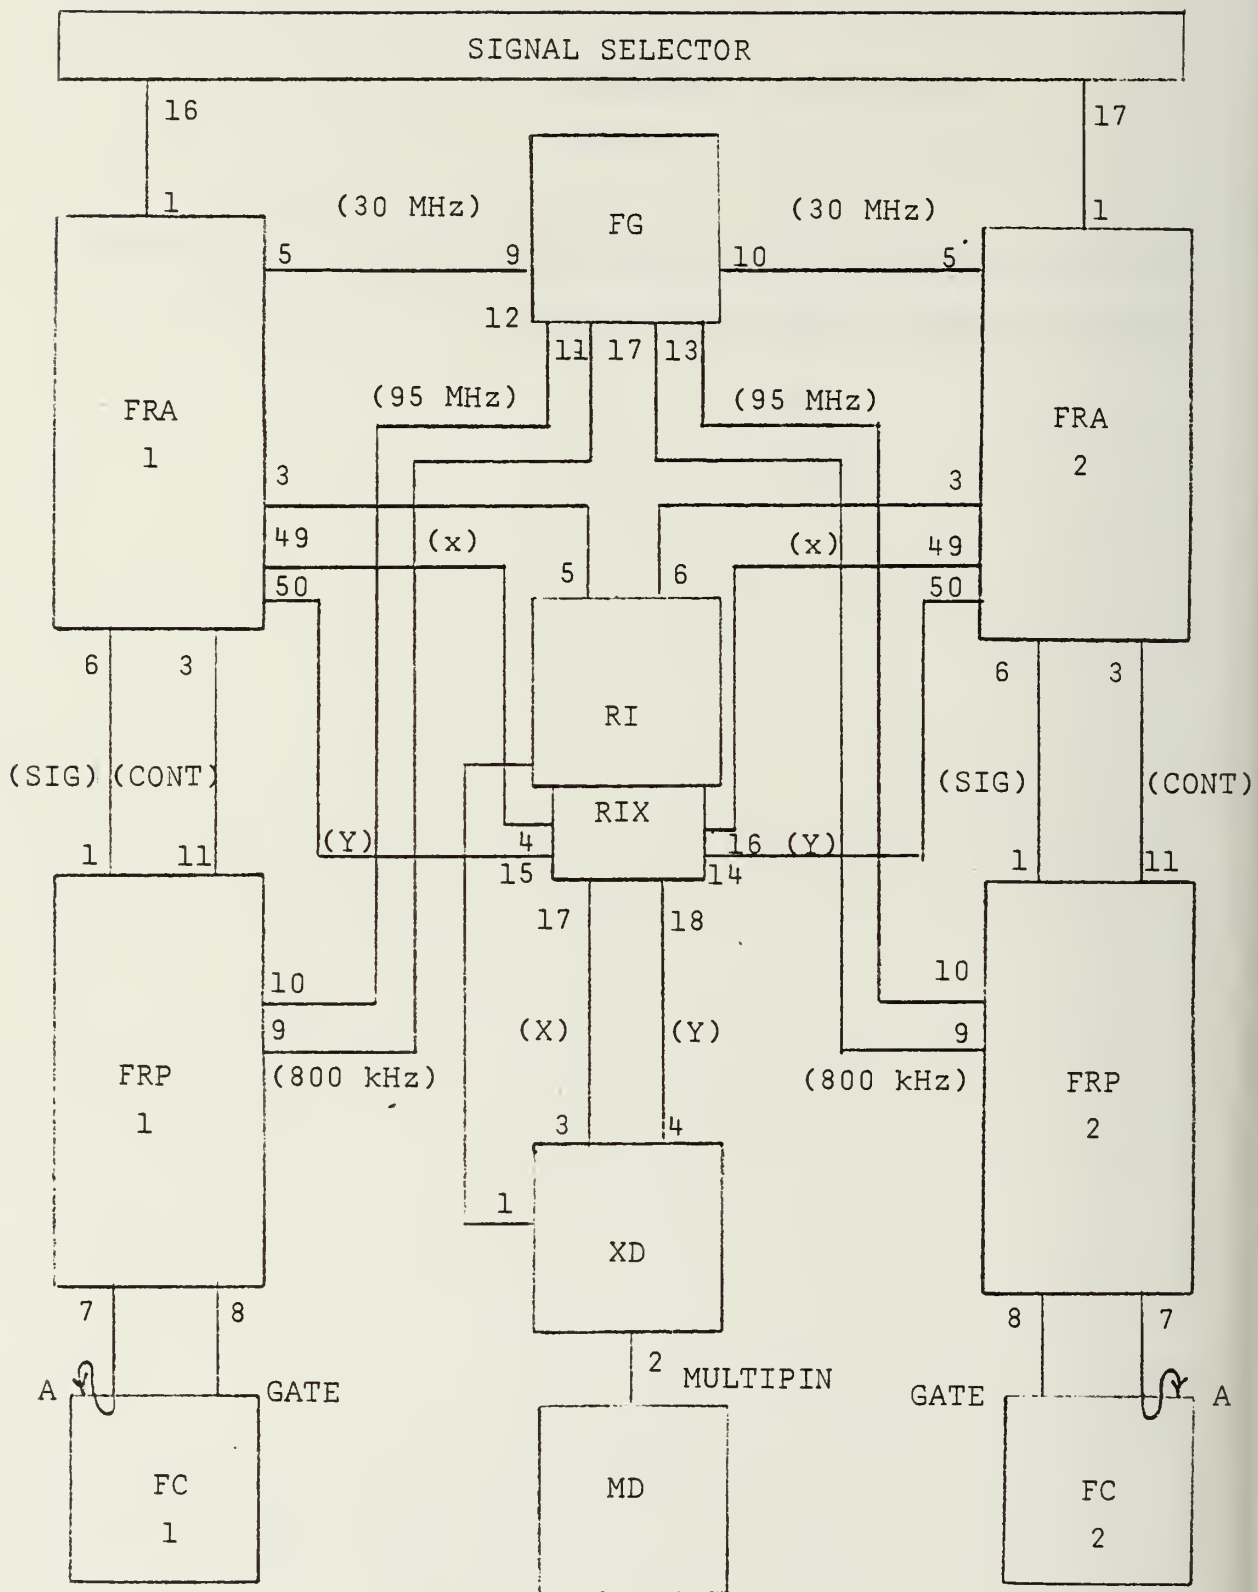 SIGNAL SELECTOR
16
17
1
1
(30 MHz)
(30 MHz)
FG
5
9
10
5
12
11
17
13
(95 MHz)
(95 MHz)
FRA
1
FRA
2
3
3
49
(x)
(x)
49
50
5
6
50
6
3
6
3
RI
(SIG)
(CONT)
(SIG)
(CONT)
RIX
(Y)
4
16
(Y)
1
11
15
14
1
11
17
18
10
10
9
(X)
(Y)
9
(800 kHz)
(800 kHz)
FRP
1
FRP
2
3
4
1
XD
7
8
8
7
2
MULTIPIN
A
GATE
GATE
A
FC
1
MD
FC
2